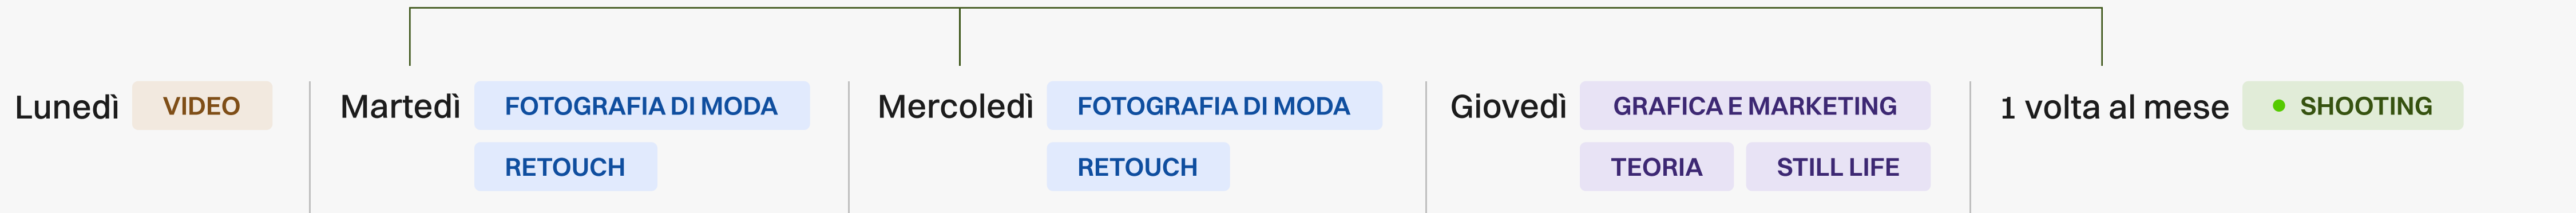 Lunedì VIDEO
Martedì FOTOGRAFIA DI MODA
RETOUCH
Mercoledì FOTOGRAFIA DI MODA
RETOUCH
Giovedì GRAFICA E MARKETING
TEORIA STILL LIFE
1 volta al mese SHOOTING